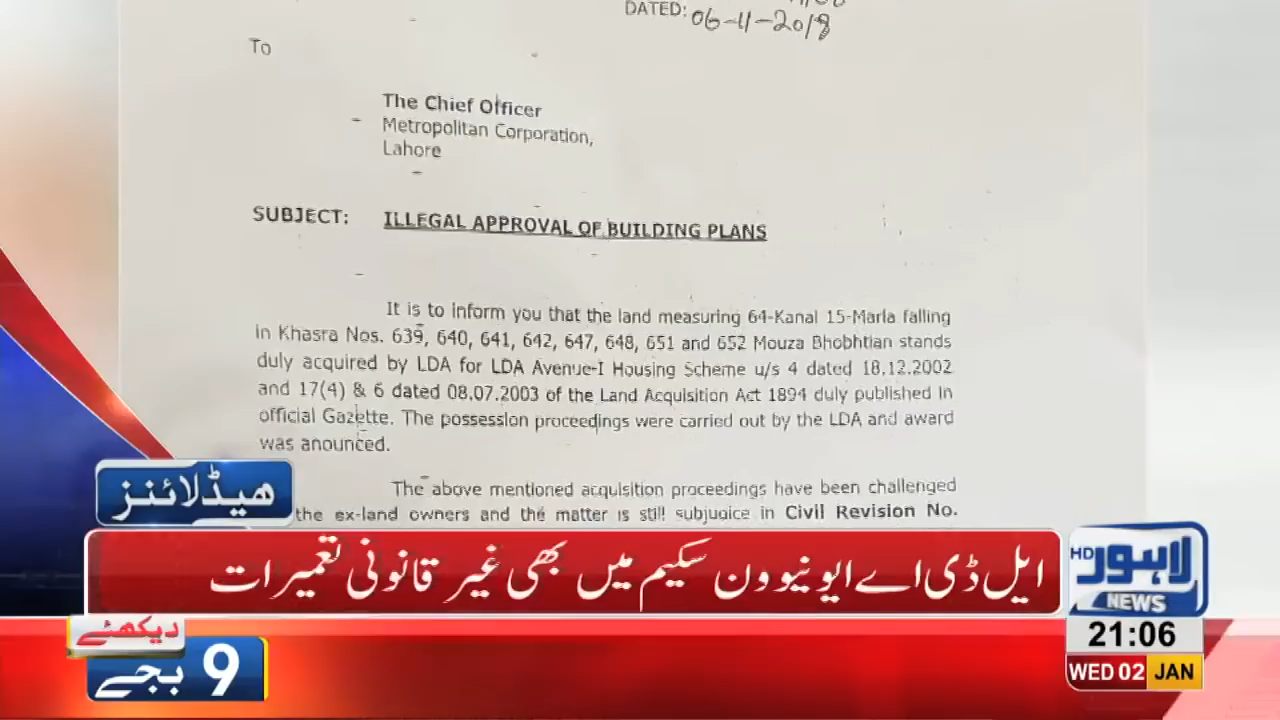 DATED: 06-11-2018
To
The Chief Officer
Metropolitan Corporation,
Lahore
SUBJECT: ILLEGAL APPROVAL OF BUILDING PLANS
It is to inform you that the land measuring 64-Kanal 15-Marla falling
in Khasra Nos. 639, 640, 641, 642, 647, 648, 651 and 652 Mouza Bhobhtian stands
duly acquired by LDA for LDA Avenue-I Housing Scheme u/s 4 dated 18.12.2002
and 17(4) & 6 dated 08.07.2003 of the Land Acquisition Act 1894 duly published in
official Gazette. The possession proceedings were carried out by the LDA and award
was anounced.
The above mentioned acquisition proceedings have been challenged
the ex-land owners and the matter is still subjudice in Civil Revision No.
ھیڈلائنز
ایل ڈی اے ایونیو ون سکیم میں بھی غیر قانونی تعمیرات
دیکھئے
9 بجے
لاہور HD
NEWS
21:06
WED 02 JAN